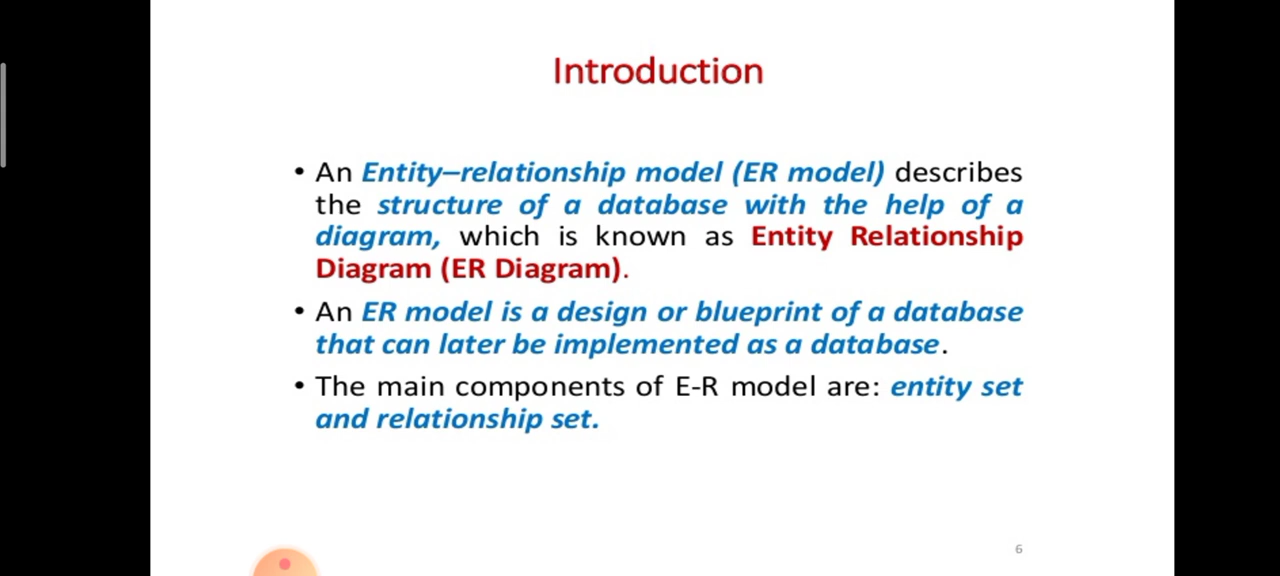 Introduction
• An Entity–relationship model (ER model) describes
the structure of a database with the help of a
diagram, which is known as Entity Relationship
Diagram (ER Diagram).
• An ER model is a design or blueprint of a database
that can later be implemented as a database.
• The main components of E-R model are: entity set
and relationship set.
6